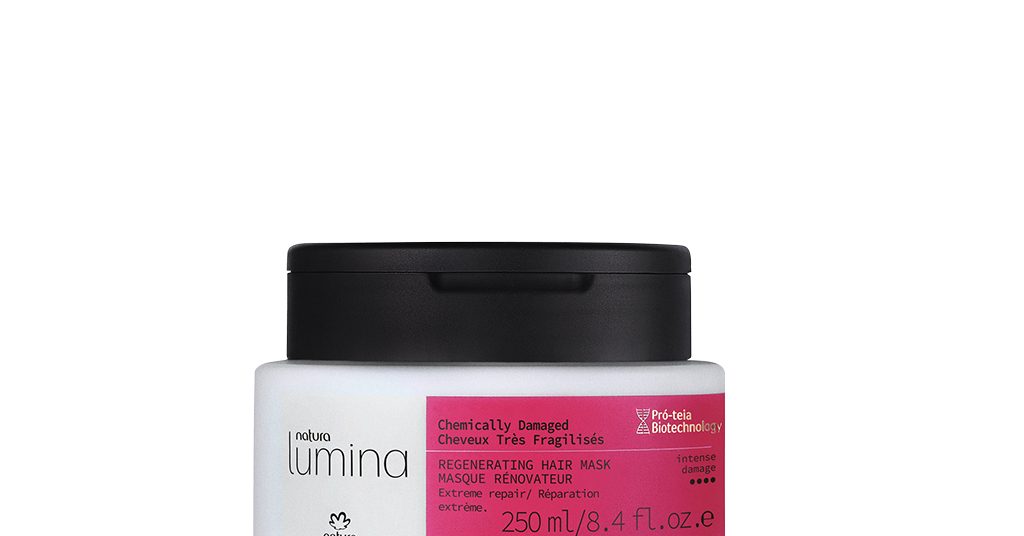 natura
lumina
natura
Chemically Damaged
Cheveux Très Fragilisés
REGENERATING HAIR MASK
MASQUE RÉNOVATEUR
Extreme repair/ Réparation
extrême.
250 ml/8.4 fl.oz.e
Pró-teia
Biotechnology
intense
damage